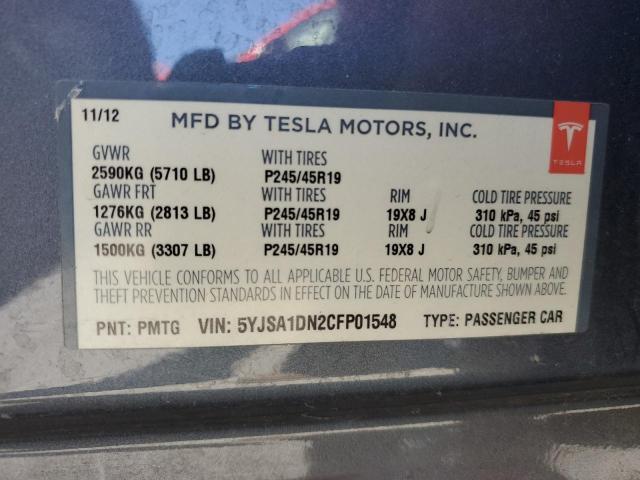 11/12 MFD BY TESLA MOTORS, INC.
TESLA
GVWR WITH TIRES
2590KG (5710 LB) P245/45R19
GAWR FRT WITH TIRES RIM COLD TIRE PRESSURE
1276KG (2813 LB) P245/45R19 19X8 J 310 kPa, 45 psi
GAWR RR WITH TIRES RIM COLD TIRE PRESSURE
1500KG (3307 LB) P245/45R19 19X8 J 310 kPa, 45 psi
THIS VEHICLE CONFORMS TO ALL APPLICABLE U.S. FEDERAL MOTOR SAFETY, BUMPER AND
THEFT PREVENTION STANDARDS IN EFFECT ON THE DATE OF MANUFACTURE SHOWN ABOVE.
PNT: PMTG VIN: 5YJSA1DN2CFP01548 TYPE: PASSENGER CAR